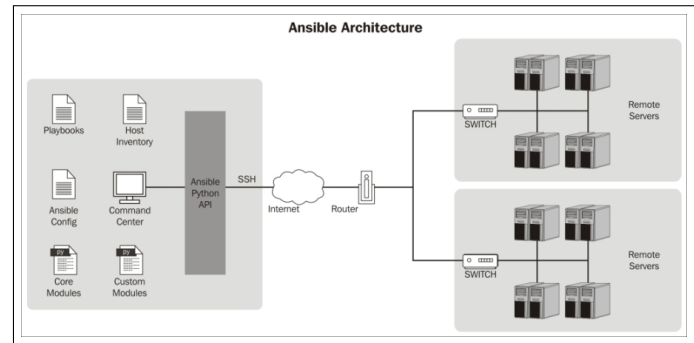 Ansible Architecture
Playbooks
Host
Inventory
Ansible
Config
Command
Center
py
Core
Modules
py
Custom
Modules
Ansible
Python
API
SSH
Internet
Router
SWITCH
Remote
Servers
SWITCH
Remote
Servers